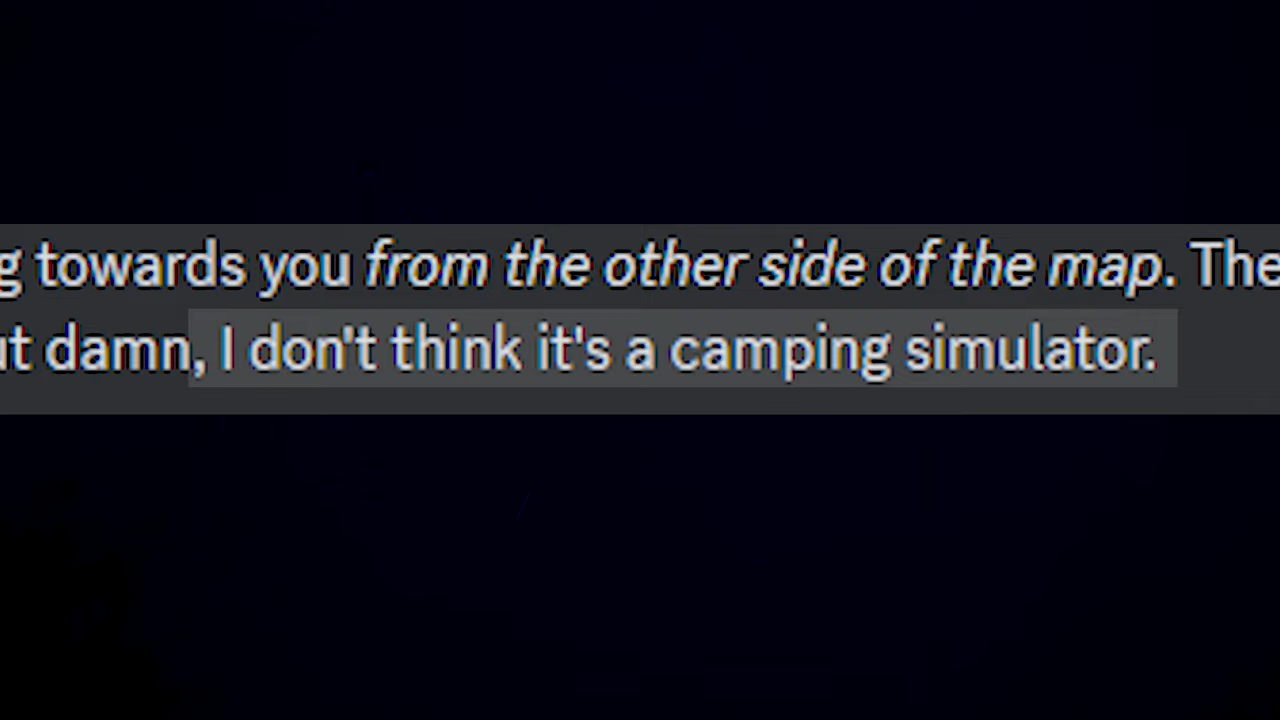 towards you from the other side of the map. The
damn, I don't think it's a camping simulator.